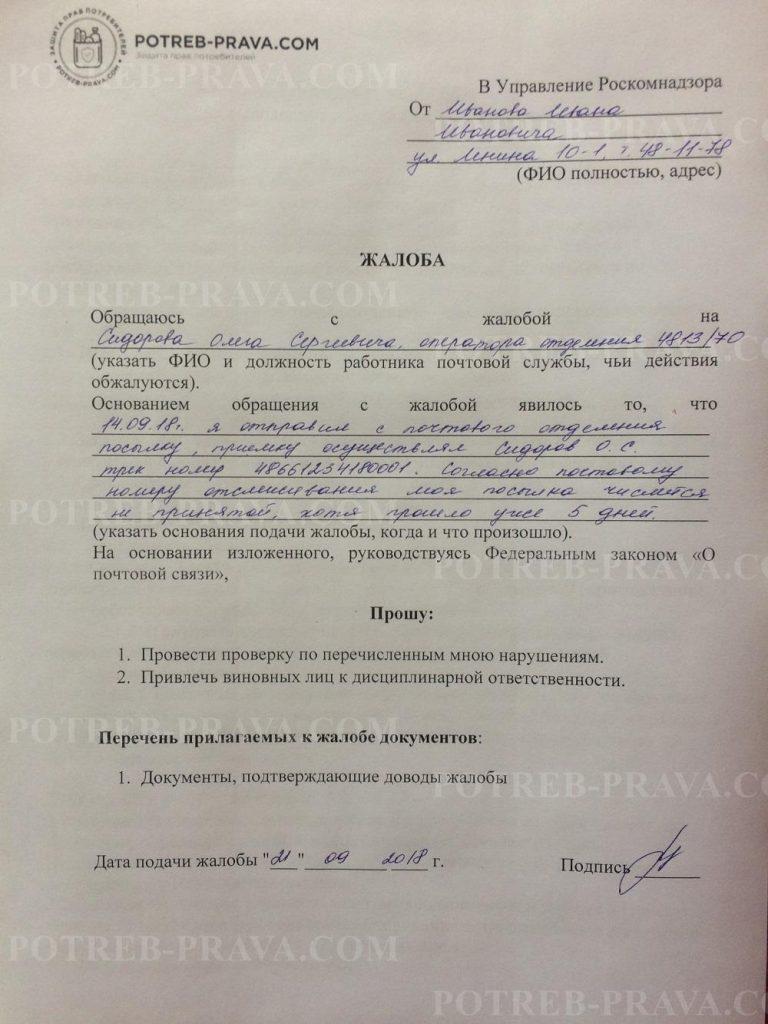 ЗАЩИТА ПРАВ ПОТРЕБИТЕЛЕЙ
POTREB-PRAVA.COM
POTREB-PRAVA.COM
Защита прав потребителей
POTREB-PRAVA.COM
В Управление Роскомнадзора
От Иванова Ивана
Ивановича
ул. Ленина 10-1, т. 48-11-78
(ФИО полностью, адрес)
ЖАЛОБА
POTREB-PRAVA.COM
Обращаюсь с жалобой на
Сидорова Олега Сергеевича, оператора отделения 4813/70
(указать ФИО и должность работника почтовой службы, чьи действия
обжалуются).
Основанием обращения с жалобой явилось то, что
14.09.18г. я отправил с почтового отделения
посылку, приемку осуществлял Сидоров О.С.
трек номер 48661234180001. Согласно почтовому
номеру отслеживания моя посылка числится
не принятой, хотя прошло уже 5 дней.
POTREB-PRAVA.COM
(указать основания подачи жалобы, когда и что произошло).
На основании изложенного, руководствуясь Федеральным законом «О
почтовой связи»,
POTREB-PRAVA.CO
Прошу:
1. Провести проверку по перечисленным мною нарушениям.
2. Привлечь виновных лиц к дисциплинарной ответственности.
POTREB-PRAVA.COM
Перечень прилагаемых к жалобе документов:
1. Документы, подтверждающие доводы жалобы
POTREB-PRAVA.CO
Дата подачи жалобы "21" 09 2018 г.
Подпись
POTREB-PRAVA.COM
POTREB-PRAVA.CO